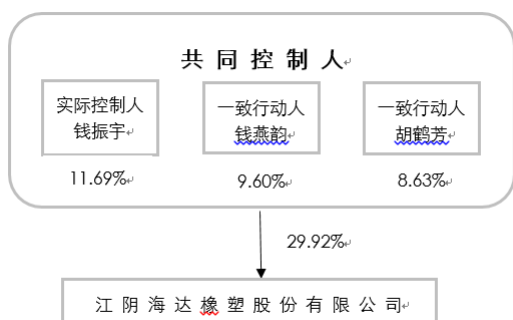 共同控制人
实际控制人
钱振宇
一致行动人
钱燕韵
一致行动人
胡鹤芳
11.69%
9.60%
8.63%
29.92%
江阴海达橡塑股份有限公司